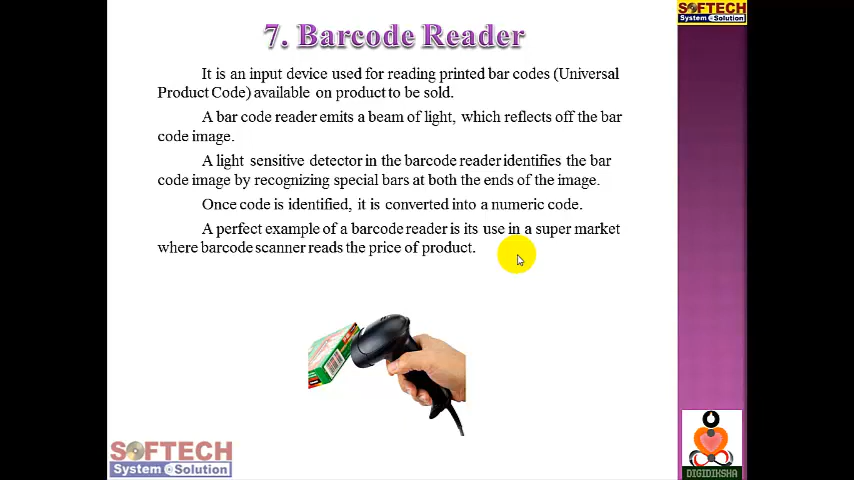 SOFTECH
System Solution
7. Barcode Reader
It is an input device used for reading printed bar codes (Universal
Product Code) available on product to be sold.
A bar code reader emits a beam of light, which reflects off the bar
code image.
A light sensitive detector in the barcode reader identifies the bar
code image by recognizing special bars at both the ends of the image.
Once code is identified, it is converted into a numeric code.
A perfect example of a barcode reader is its use in a super market
where barcode scanner reads the price of product.
SOFTECH
System Solution
DIGIDIKSHA